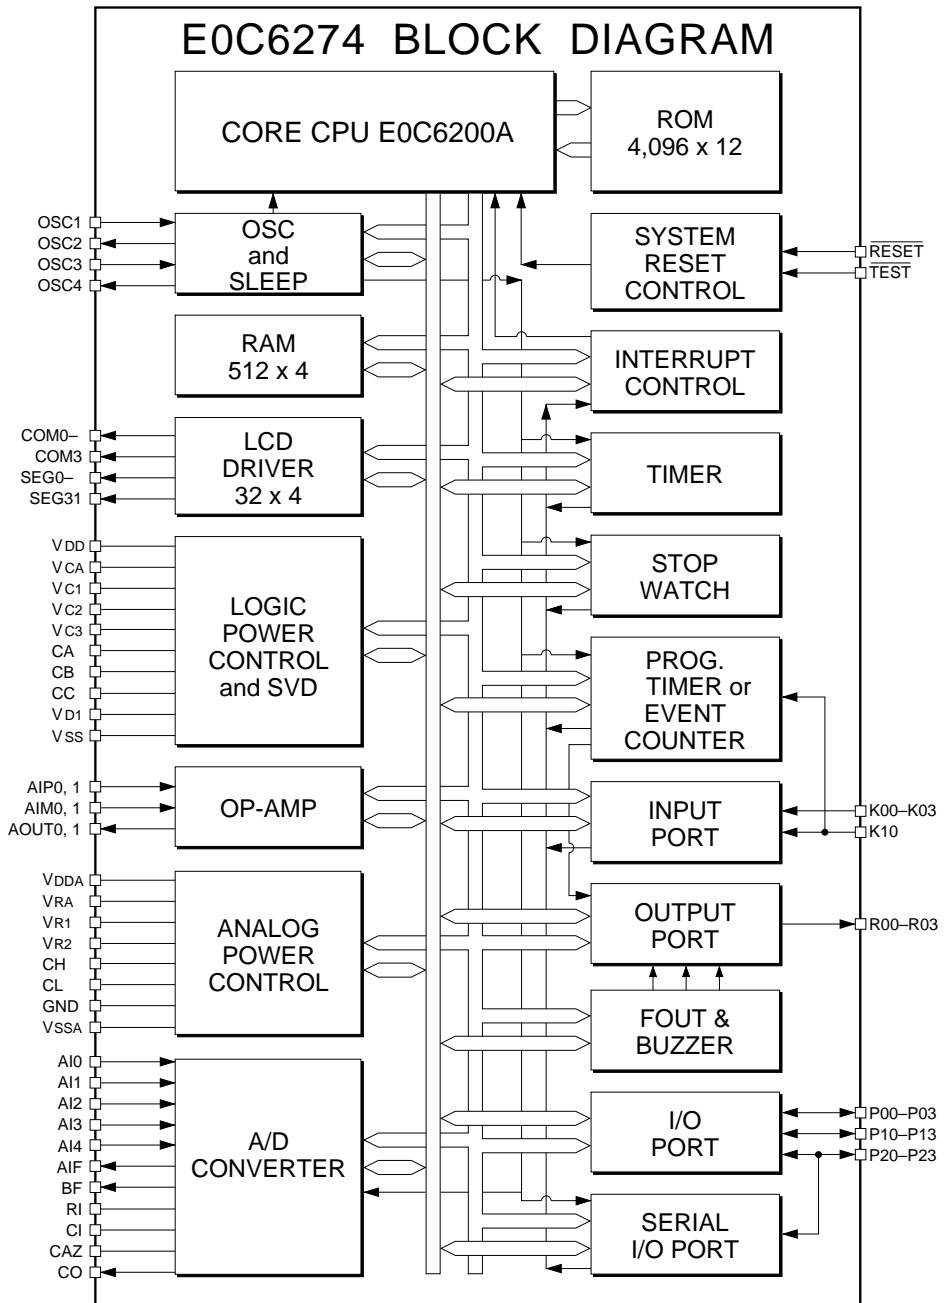 E0C6274 BLOCK DIAGRAM
CORE CPU E0C6200A
ROM
4,096 x 12
OSC1
OSC2
OSC3
OSC4
OSC
and
SLEEP
SYSTEM
RESET
CONTROL
RESET
TEST
RAM
512 x 4
INTERRUPT
CONTROL
COM0–
COM3
SEG0–
SEG31
LCD
DRIVER
32 x 4
TIMER
VDD
VCA
VC1
VC2
VC3
CA
CB
CC
VD1
VSS
LOGIC
POWER
CONTROL
and SVD
STOP
WATCH
PROG.
TIMER or
EVENT
COUNTER
AIP0, 1
AIM0, 1
AOUT0, 1
OP-AMP
INPUT
PORT
K00–K03
K10
VDDA
VRA
VR1
VR2
CH
CL
GND
VSSA
ANALOG
POWER
CONTROL
OUTPUT
PORT
R00–R03
FOUT &
BUZZER
AI0
AI1
AI2
AI3
AI4
AIF
BF
RI
CI
CAZ
CO
A/D
CONVERTER
I/O
PORT
P00–P03
P10–P13
P20–P23
SERIAL
I/O PORT